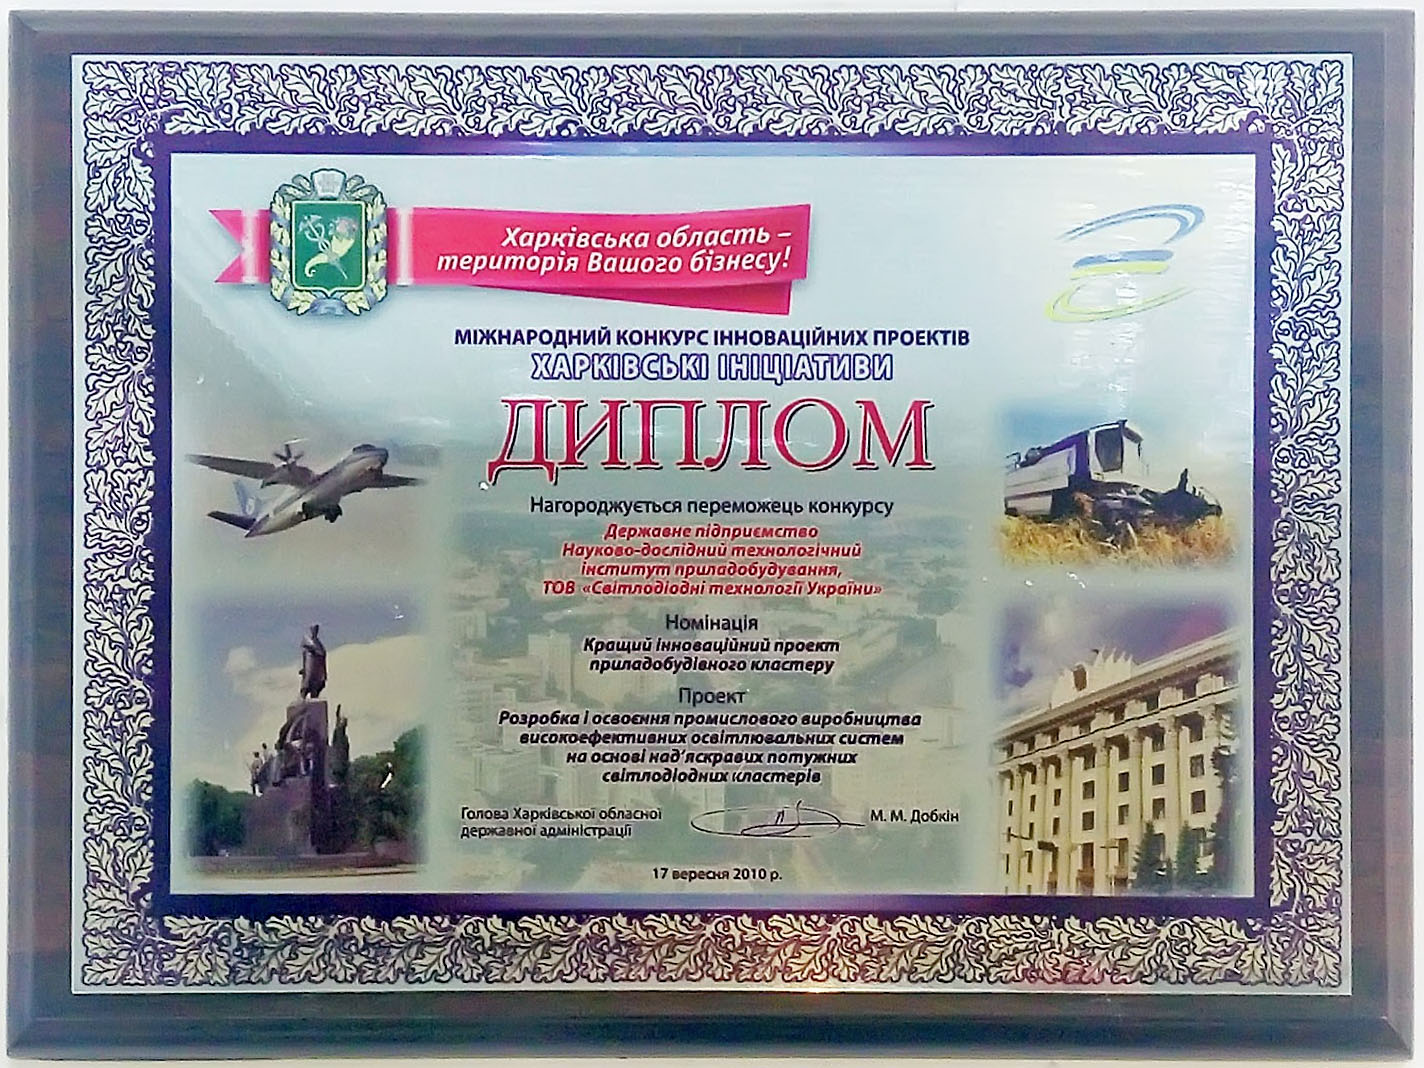 Харківська область –
територія Вашого бізнесу!
МІЖНАРОДНИЙ КОНКУРС ІННОВАЦІЙНИХ ПРОЕКТІВ
ХАРКІВСЬКІ ІНІЦІАТИВИ
ДИПЛОМ
Нагороджується переможець конкурсу
Державне підприємство
Науково-дослідний технологічний
інститут приладобудування,
ТОВ «Світлодіодні технології України»
Номінація
Кращий інноваційний проект
приладобудівного кластеру
Проект
Розробка і освоєння промислового виробництва
високоефективних освітлювальних систем
на основі над'яскравих потужних
світлодіодних кластерів
Голова Харківської обласної
державної адміністрації
М. М. Добкін
17 вересня 2010 р.